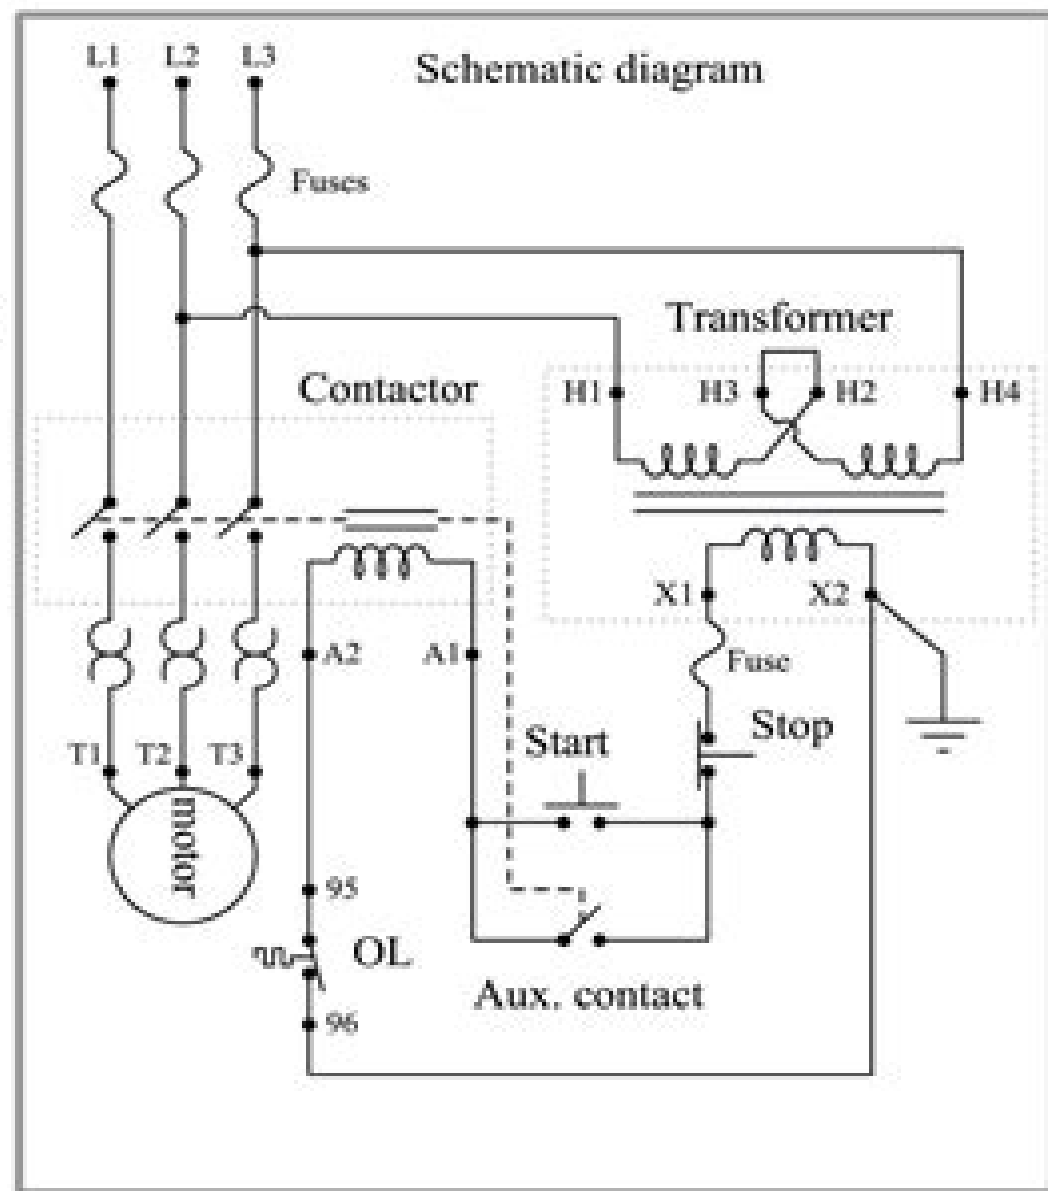 L1 L2 L3
Schematic diagram
Fuses
Transformer
Contactor
H1 H3 H2 H4
X1 X2
A2 A1
Fuse
Stop
Start
T1 T2 T3
motor
95
OL
Aux. contact
96